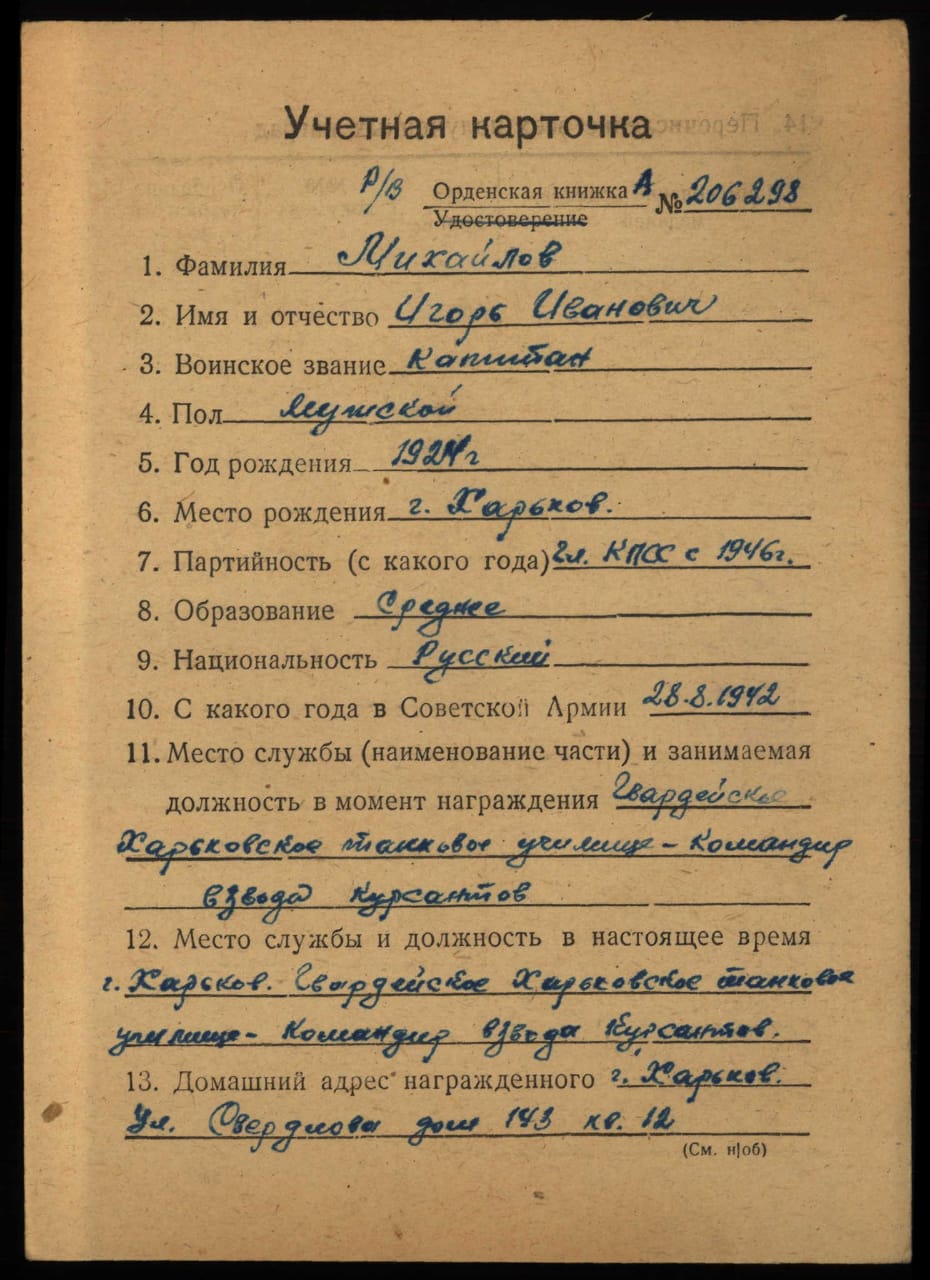 Учетная карточка
Р/В Орденская книжка А № 206298
Удостоверение
1. Фамилия Михайлов
2. Имя и отчество Игорь Иванович
3. Воинское звание Капитан
4. Пол Мужской
5. Год рождения 1924 г
6. Место рождения г. Харьков.
7. Партийность (с какого года) Чл. КПСС с 1946г.
8. Образование Среднее
9. Национальность Русский
10. С какого года в Советской Армии 28.8.1942
11. Место службы (наименование части) и занимаемая
должность в момент награждения Гвардейское
Харьковское танковое училище - Командир
взвода Курсантов
12. Место службы и должность в настоящее время
г. Харьков. Гвардейское Харьковское танковое
училище - Командир взвода Курсантов.
13. Домашний адрес награжденного г. Харьков.
Ул. Свердлова дом 143 кв. 12
(См. н|об)